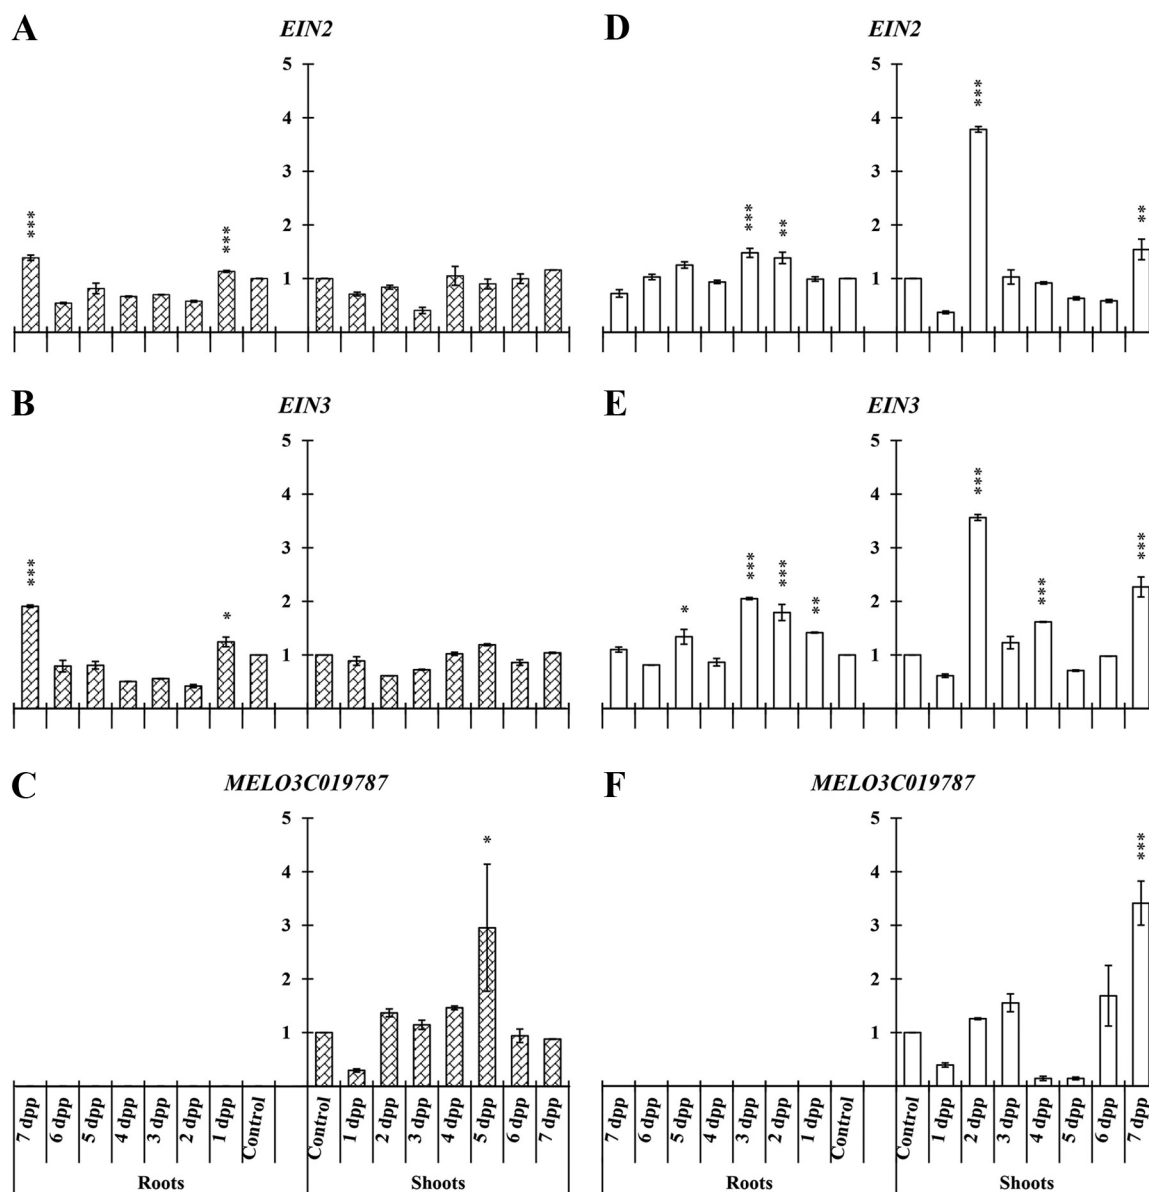 A
EIN2
5
4
3
2
1
***
***
D
EIN2
5
4
3
2
1
***
**
***
**
B
EIN3
5
4
3
2
1
***
*
E
EIN3
5
4
3
2
1
*
***
***
**
***
***
***
C
MELO3C019787
5
4
3
2
1
*
7 dpp
6 dpp
5 dpp
4 dpp
3 dpp
2 dpp
1 dpp
Control
Control
1 dpp
2 dpp
3 dpp
4 dpp
5 dpp
6 dpp
7 dpp
Roots
Shoots
F
MELO3C019787
5
4
3
2
1
***
7 dpp
6 dpp
5 dpp
4 dpp
3 dpp
2 dpp
1 dpp
Control
Control
1 dpp
2 dpp
3 dpp
4 dpp
5 dpp
6 dpp
7 dpp
Roots
Shoots